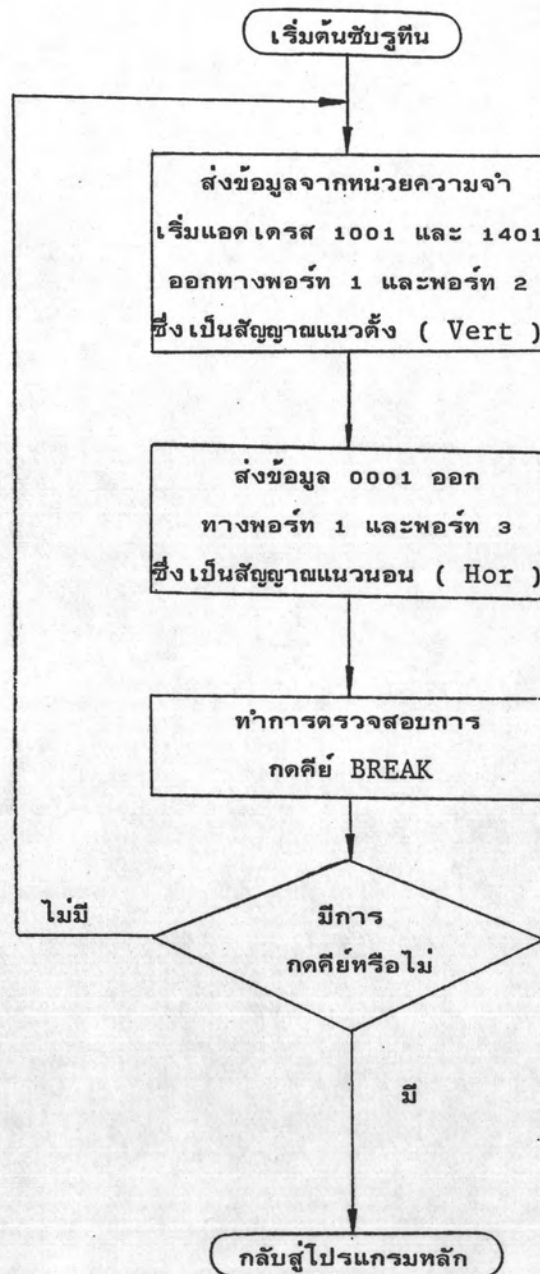 เริ่มต้นซับรูทีน
ส่งข้อมูลจากหน่วยความจำ
เริ่มแอดเดรส 1001 และ 1401
ออกทางพอร์ท 1 และพอร์ท 2
ซึ่งเป็นสัญญาณแนวตั้ง ( Vert )
ส่งข้อมูล 0001 ออก
ทางพอร์ท 1 และพอร์ท 3
ซึ่งเป็นสัญญาณแนวนอน ( Hor )
ทำการตรวจสอบการ
กดคีย์ BREAK
ไม่มี
มีการ
กดคีย์หรือไม่
มี
กลับสู่โปรแกรมหลัก